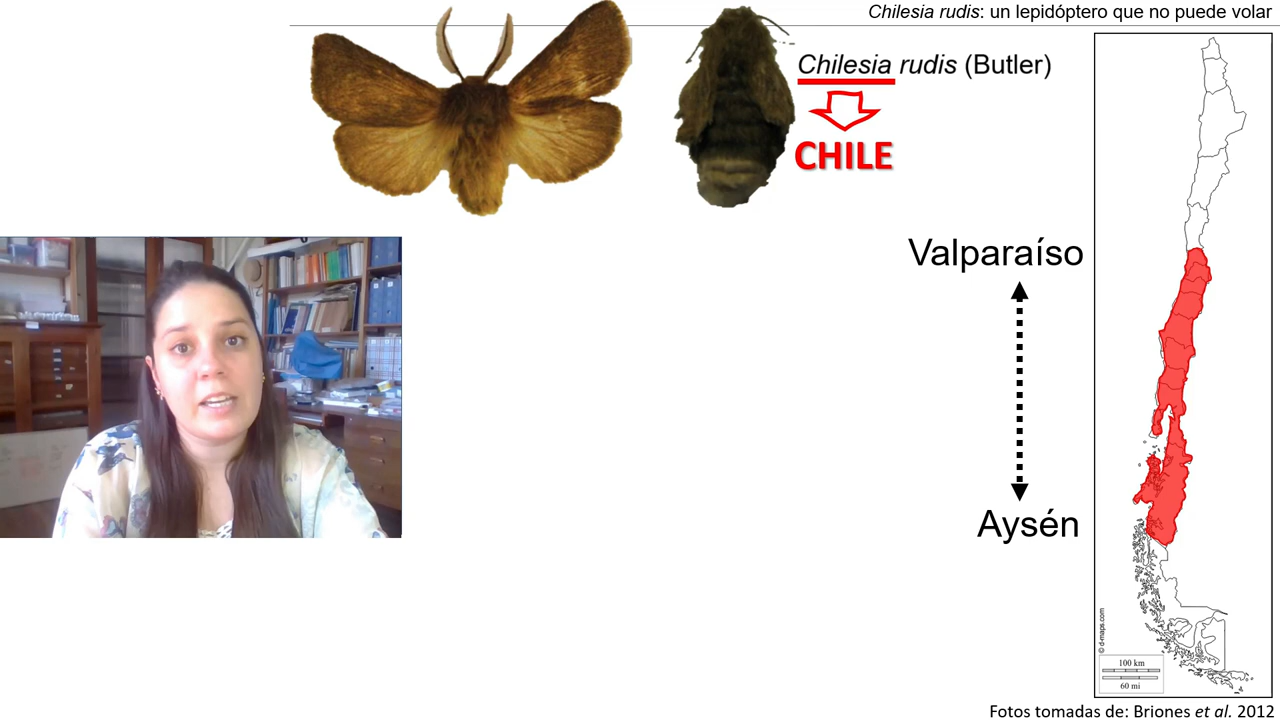 Chilesia rudis: un lepidóptero que no puede volar
Chilesia rudis (Butler)
CHILE
Valparaíso
Aysén
© d-maps.com
100 km
60 mi
Fotos tomadas de: Briones et al. 2012